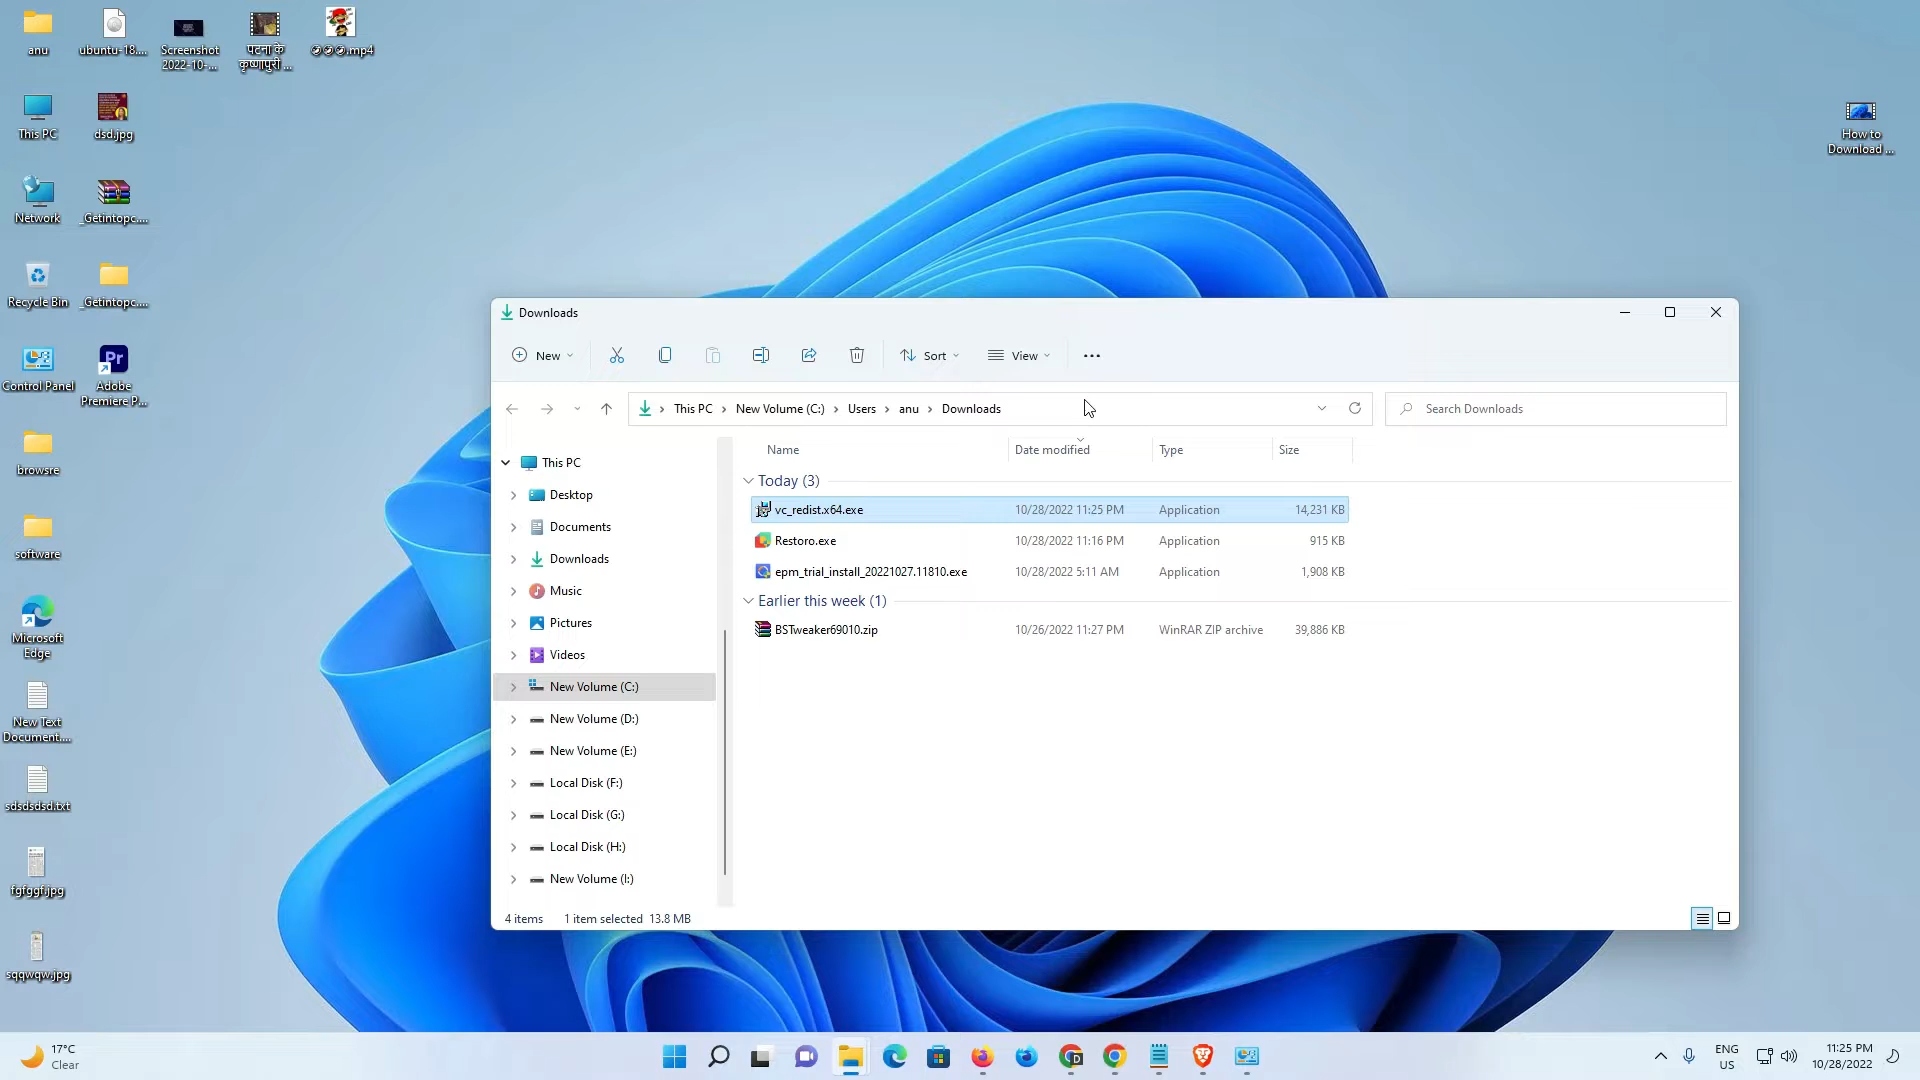 anu
ubuntu-18....
Screenshot
2022-10-...
पटना के
कृष्णापुरी ...
🤣🤣🤣.mp4
This PC
dsd.jpg
How to
Download ...
Network
_Getintopc....
Recycle Bin
_Getintopc....
Control Panel
Adobe
Premiere P...
browsre
software
Microsoft
Edge
New Text
Document....
sdsdsdsd.txt
fgfggf.jpg
sqqwqw.jpg
Downloads
New
Sort
View
This PC
New Volume (C:)
Users
anu
Downloads
Search Downloads
This PC
Desktop
Documents
Downloads
Music
Pictures
Videos
New Volume (C:)
New Volume (D:)
New Volume (E:)
Local Disk (F:)
Local Disk (G:)
Local Disk (H:)
New Volume (I:)
Name Date modified Type Size
Today (3)
vc_redist.x64.exe 10/28/2022 11:25 PM Application 14,231 KB
Restoro.exe 10/28/2022 11:16 PM Application 915 KB
epm_trial_install_20221027.11810.exe 10/28/2022 5:11 AM Application 1,908 KB
Earlier this week (1)
BSTweaker69010.zip 10/26/2022 11:27 PM WinRAR ZIP archive 39,886 KB
4 items 1 item selected 13.8 MB
17°C
Clear
ENG
US
11:25 PM
10/28/2022